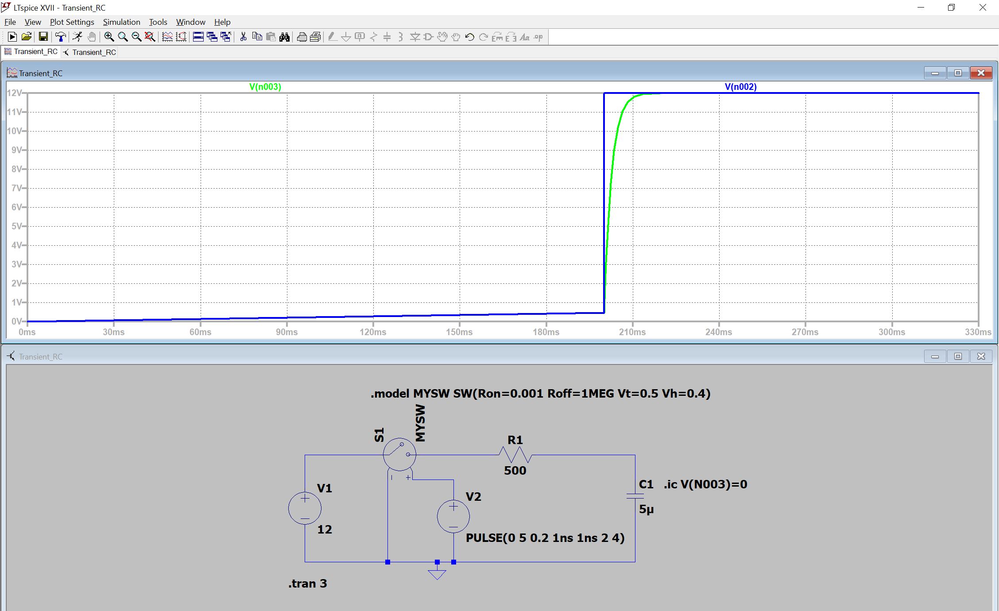 LTspice XVII - Transient_RC
File View Plot Settings Simulation Tools Window Help
Transient_RC Transient_RC
Transient_RC
V(n003) V(n002)
12V
11V
10V
9V
8V
7V
6V
5V
4V
3V
2V
1V
0V
0ms 30ms 60ms 90ms 120ms 150ms 180ms 210ms 240ms 270ms 300ms 330ms
Transient_RC
.model MYSW SW(Ron=0.001 Roff=1MEG Vt=0.5 Vh=0.4)
S1
MYSW
R1
500
V1
12
V2
PULSE(0 5 0.2 1ns 1ns 2 4)
C1 .ic V(N003)=0
5µ
.tran 3